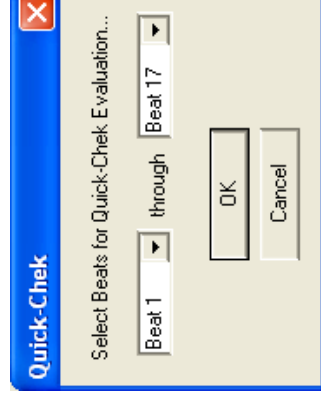 Quick-Chek
Select Beats for Quick-Chek Evaluation...
Beat 1 through Beat 17
OK
Cancel